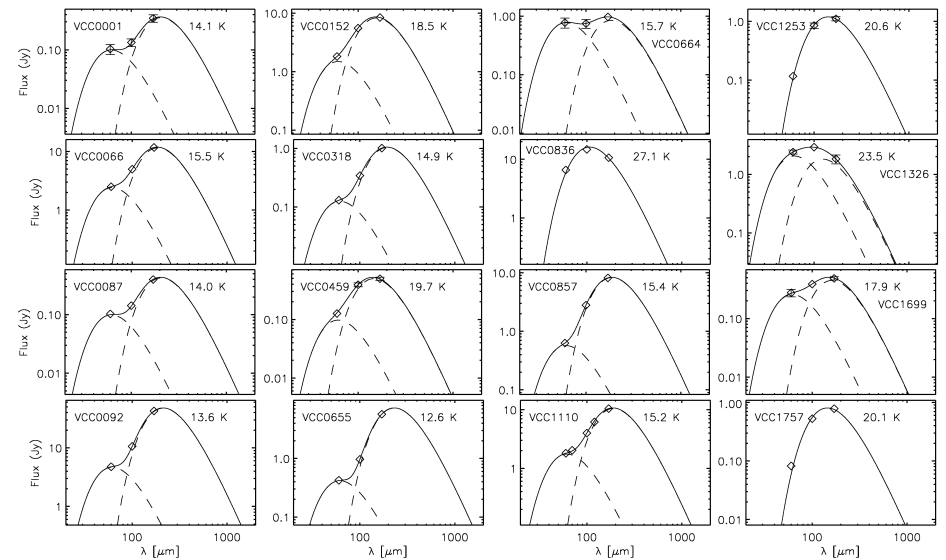 VCC0001 14.1 K
VCC0152 18.5 K
15.7 K
VCC0664
VCC1253 20.6 K
Flux (Jy)
0.10
0.01
10.0
1.0
0.1
1.00
0.10
0.01
1.0
0.1
VCC0066 15.5 K
VCC0318 14.9 K
VCC0836 27.1 K
23.5 K
VCC1326
Flux (Jy)
10
1
1.0
0.1
10
1
1.0
0.1
VCC0087 14.0 K
VCC0459 19.7 K
VCC0857 15.4 K
17.9 K
VCC1699
Flux (Jy)
0.10
0.01
0.10
0.01
10.0
1.0
0.1
0.10
0.01
VCC0092 13.6 K
VCC0655 12.6 K
VCC1110 15.2 K
VCC1757 20.1 K
Flux (Jy)
10
1
1.0
0.1
10
1
1.00
0.10
0.01
100 1000
100 1000
100 1000
100 1000
λ [μm]
λ [μm]
λ [μm]
λ [μm]